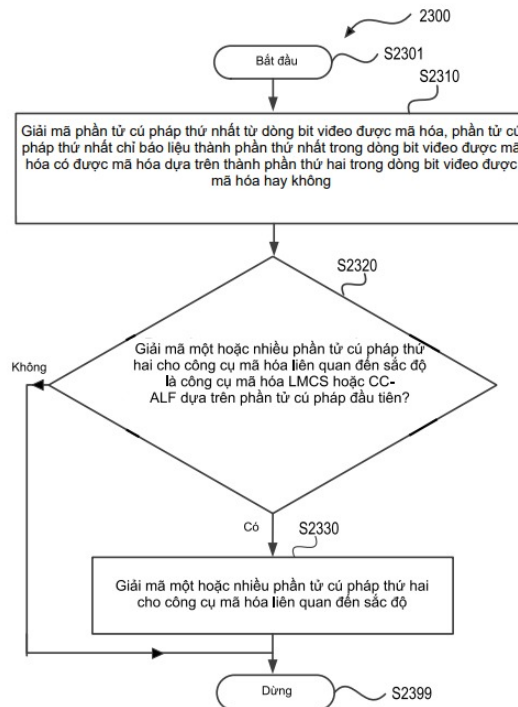 2300
Bắt đầu
S2301
S2310
Giải mã phần tử cú pháp thứ nhất từ dòng bit viđeo được mã hóa, phần tử cú
pháp thứ nhất chỉ báo liệu thành phần thứ nhất trong dòng bit viđeo được mã
hóa có được mã hóa dựa trên thành phần thứ hai trong dòng bit viđeo được
mã hóa hay không
S2320
Giải mã một hoặc nhiều phần tử cú pháp thứ
hai cho công cụ mã hóa liên quan đến sắc độ
là công cụ mã hóa LMCS hoặc CC-
ALF dựa trên phần tử cú pháp đầu tiên?
Không
Có
S2330
Giải mã một hoặc nhiều phần tử cú pháp thứ hai
cho công cụ mã hóa liên quan đến sắc độ
Dừng
S2399